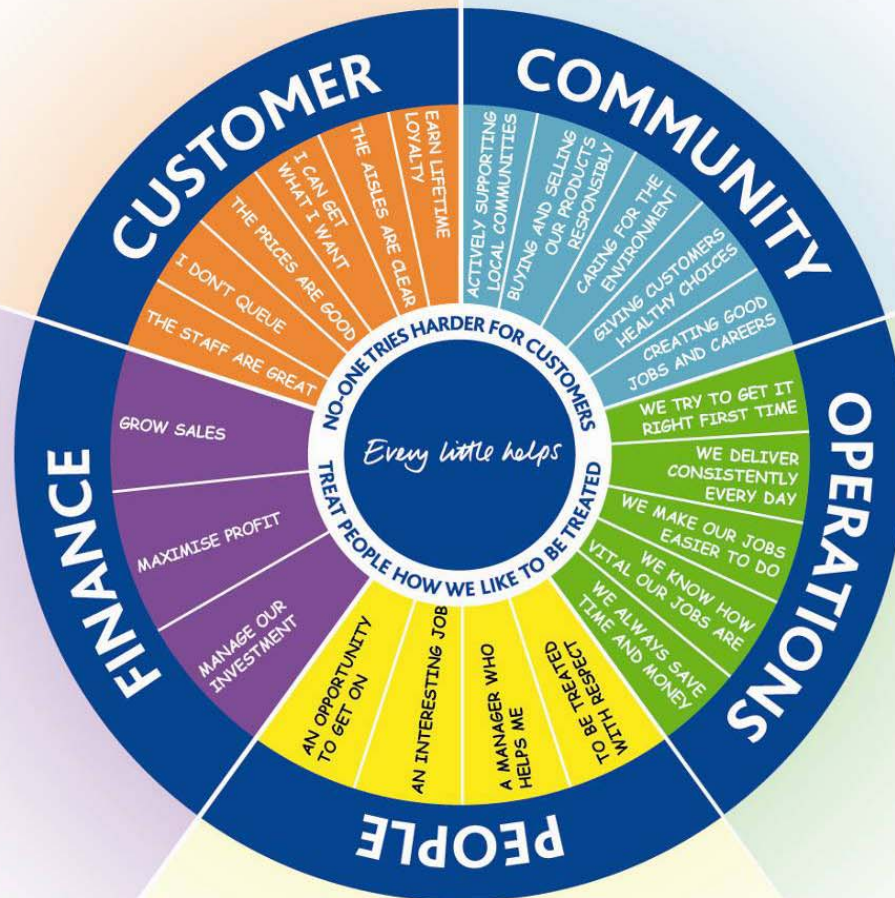 CUSTOMER
THE STAFF ARE GREAT
I DON'T QUEUE
THE PRICES ARE GOOD
I CAN GET
WHAT I WANT
THE AISLES ARE CLEAR
EARN LIFETIME
LOYALTY
COMMUNITY
ACTIVELY SUPPORTING
LOCAL COMMUNITIES
BUYING AND SELLING
OUR PRODUCTS
RESPONSIBLY
CARING FOR THE
ENVIRONMENT
GIVING CUSTOMERS
HEALTHY CHOICES
CREATING GOOD
JOBS AND CAREERS
OPERATIONS
WE TRY TO GET IT
RIGHT FIRST TIME
WE DELIVER
CONSISTENTLY
EVERY DAY
WE MAKE OUR JOBS
EASIER TO DO
WE KNOW HOW
VITAL OUR JOBS ARE
WE ALWAYS SAVE
TIME AND MONEY
PEOPLE
TO BE TREATED
WITH RESPECT
A MANAGER WHO
HELPS ME
AN INTERESTING JOB
AN OPPORTUNITY
TO GET ON
FINANCE
MANAGE OUR
INVESTMENT
MAXIMISE PROFIT
GROW SALES
NO-ONE TRIES HARDER FOR CUSTOMERS
TREAT PEOPLE HOW WE LIKE TO BE TREATED
Every little helps